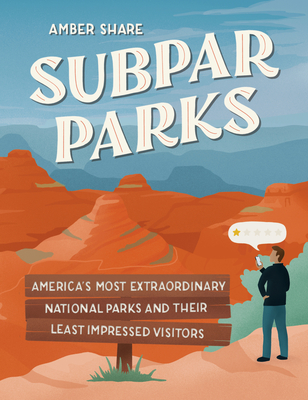 AMBER SHARE
SUBPAR
PARKS
AMERICA'S MOST EXTRAORDINARY
NATIONAL PARKS AND THEIR
LEAST IMPRESSED VISITORS